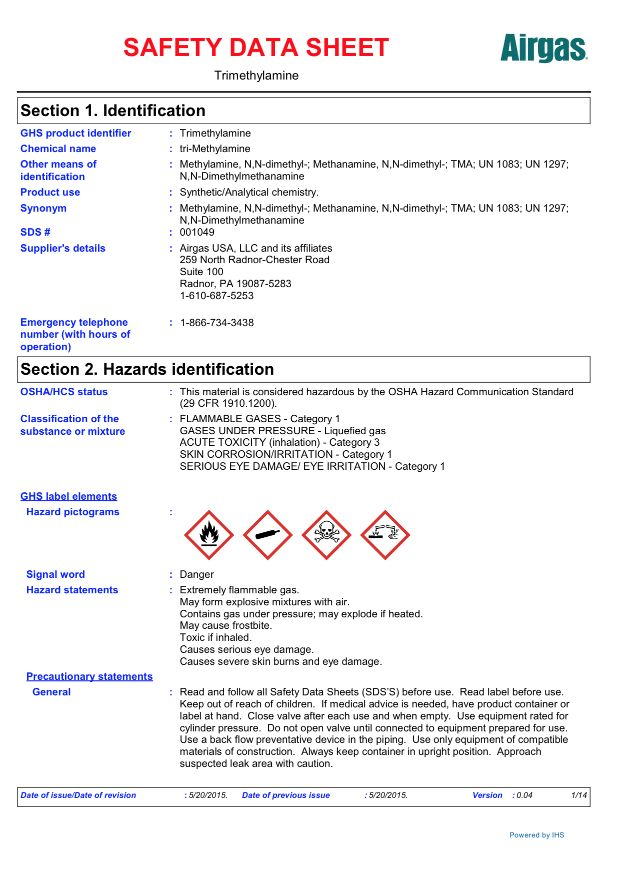 SAFETY DATA SHEET
Airgas
Trimethylamine
Section 1. Identification
GHS product identifier : Trimethylamine
Chemical name : tri-Methylamine
Other means of identification : Methylamine, N,N-dimethyl-; Methanamine, N,N-dimethyl-; TMA; UN 1083; UN 1297;
N,N-Dimethylmethanamine
Product use : Synthetic/Analytical chemistry.
Synonym : Methylamine, N,N-dimethyl-; Methanamine, N,N-dimethyl-; TMA; UN 1083; UN 1297;
N,N-Dimethylmethanamine
SDS # : 001049
Supplier's details : Airgas USA, LLC and its affiliates
259 North Radnor-Chester Road
Suite 100
Radnor, PA 19087-5283
1-610-687-5253
Emergency telephone number (with hours of operation) : 1-866-734-3438
Section 2. Hazards identification
OSHA/HCS status : This material is considered hazardous by the OSHA Hazard Communication Standard
(29 CFR 1910.1200).
Classification of the substance or mixture : FLAMMABLE GASES - Category 1
GASES UNDER PRESSURE - Liquefied gas
ACUTE TOXICITY (inhalation) - Category 3
SKIN CORROSION/IRRITATION - Category 1
SERIOUS EYE DAMAGE/ EYE IRRITATION - Category 1
GHS label elements
Hazard pictograms :
Signal word : Danger
Hazard statements : Extremely flammable gas.
May form explosive mixtures with air.
Contains gas under pressure; may explode if heated.
May cause frostbite.
Toxic if inhaled.
Causes serious eye damage.
Causes severe skin burns and eye damage.
Precautionary statements
General : Read and follow all Safety Data Sheets (SDS'S) before use. Read label before use.
Keep out of reach of children. If medical advice is needed, have product container or
label at hand. Close valve after each use and when empty. Use equipment rated for
cylinder pressure. Do not open valve until connected to equipment prepared for use.
Use a back flow preventative device in the piping. Use only equipment of compatible
materials of construction. Always keep container in upright position. Approach
suspected leak area with caution.
Date of issue/Date of revision : 5/20/2015. Date of previous issue : 5/20/2015. Version : 0.04 1/14
Powered by IHS